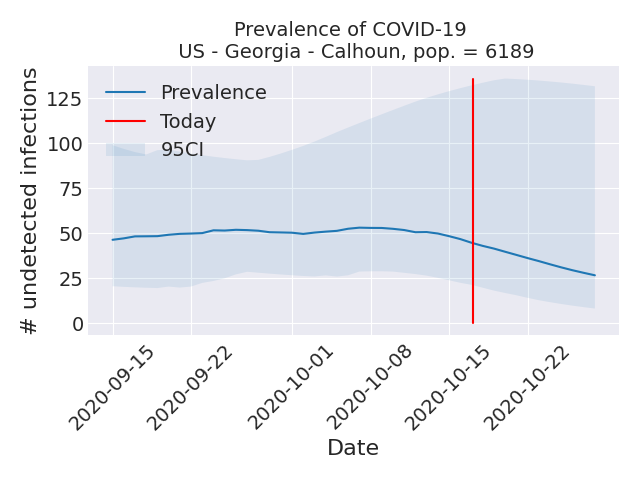 Prevalence of COVID-19
US - Georgia - Calhoun, pop. = 6189
# undetected infections
125
100
75
50
25
0
Prevalence
Today
95CI
2020-09-15
2020-09-22
2020-10-01
2020-10-08
2020-10-15
2020-10-22
Date